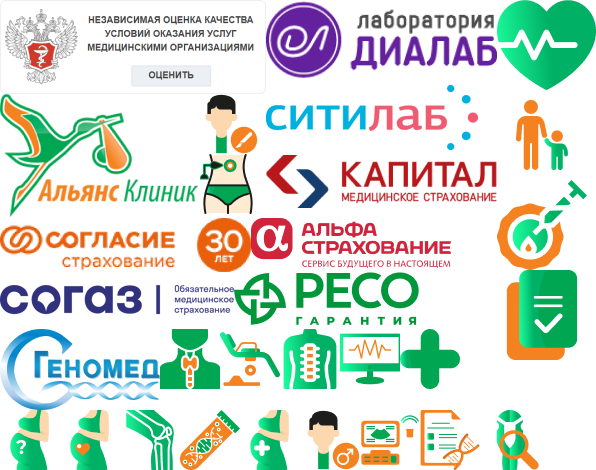 НЕЗАВИСИМАЯ ОЦЕНКА КАЧЕСТВА
УСЛОВИЙ ОКАЗАНИЯ УСЛУГ
МЕДИЦИНСКИМИ ОРГАНИЗАЦИЯМИ
ОЦЕНИТЬ
лаборатория
ДИАЛАБ
Альянс Клиник
СИТИЛАБ
КАПИТАЛ
МЕДИЦИНСКОЕ СТРАХОВАНИЕ
СОГЛАСИЕ
страхование
30
ЛЕТ
α
АЛЬФА
СТРАХОВАНИЕ
СЕРВИС БУДУЩЕГО В НАСТОЯЩЕМ
согаз
Обязательное
медицинское
страхование
РЕСО
ГАРАНТИЯ
ГЕНОМЕД
?